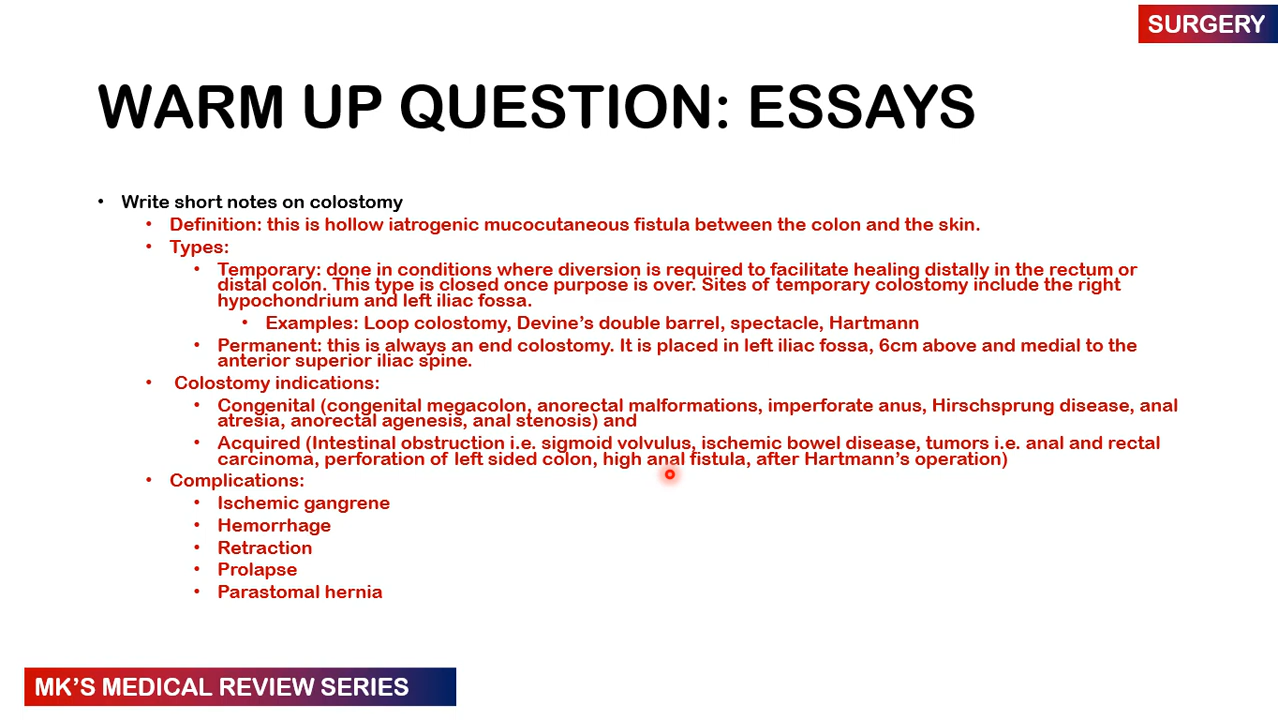 SURGERY
WARM UP QUESTION: ESSAYS
• Write short notes on colostomy
• Definition: this is hollow iatrogenic mucocutaneous fistula between the colon and the skin.
• Types:
• Temporary: done in conditions where diversion is required to facilitate healing distally in the rectum or
distal colon. This type is closed once purpose is over. Sites of temporary colostomy include the right
hypochondrium and left iliac fossa.
• Examples: Loop colostomy, Devine's double barrel, spectacle, Hartmann
• Permanent: this is always an end colostomy. It is placed in left iliac fossa, 6cm above and medial to the
anterior superior iliac spine.
• Colostomy indications:
• Congenital (congenital megacolon, anorectal malformations, imperforate anus, Hirschsprung disease, anal
atresia, anorectal agenesis, anal stenosis) and
• Acquired (Intestinal obstruction i.e. sigmoid volvulus, ischemic bowel disease, tumors i.e. anal and rectal
carcinoma, perforation of left sided colon, high anal fistula, after Hartmann's operation)
• Complications:
• Ischemic gangrene
• Hemorrhage
• Retraction
• Prolapse
• Parastomal hernia
MK'S MEDICAL REVIEW SERIES